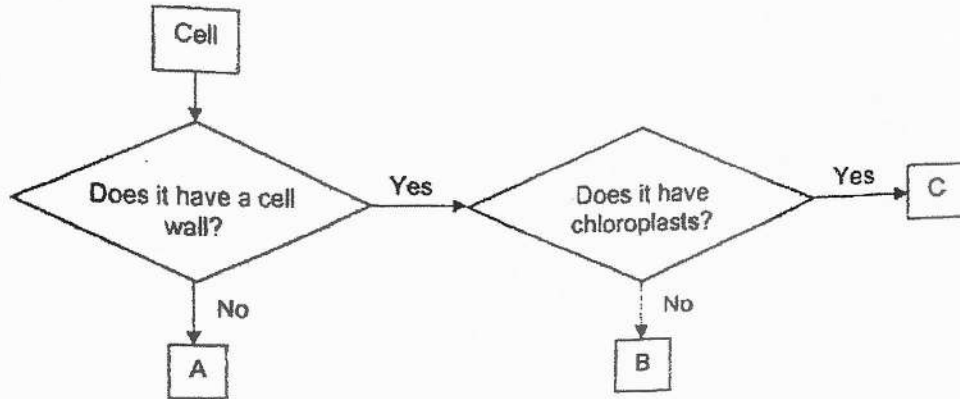 Cell
Does it have a cell
wall?
Yes
Does it have
chloroplasts?
Yes
C
No
A
No
B